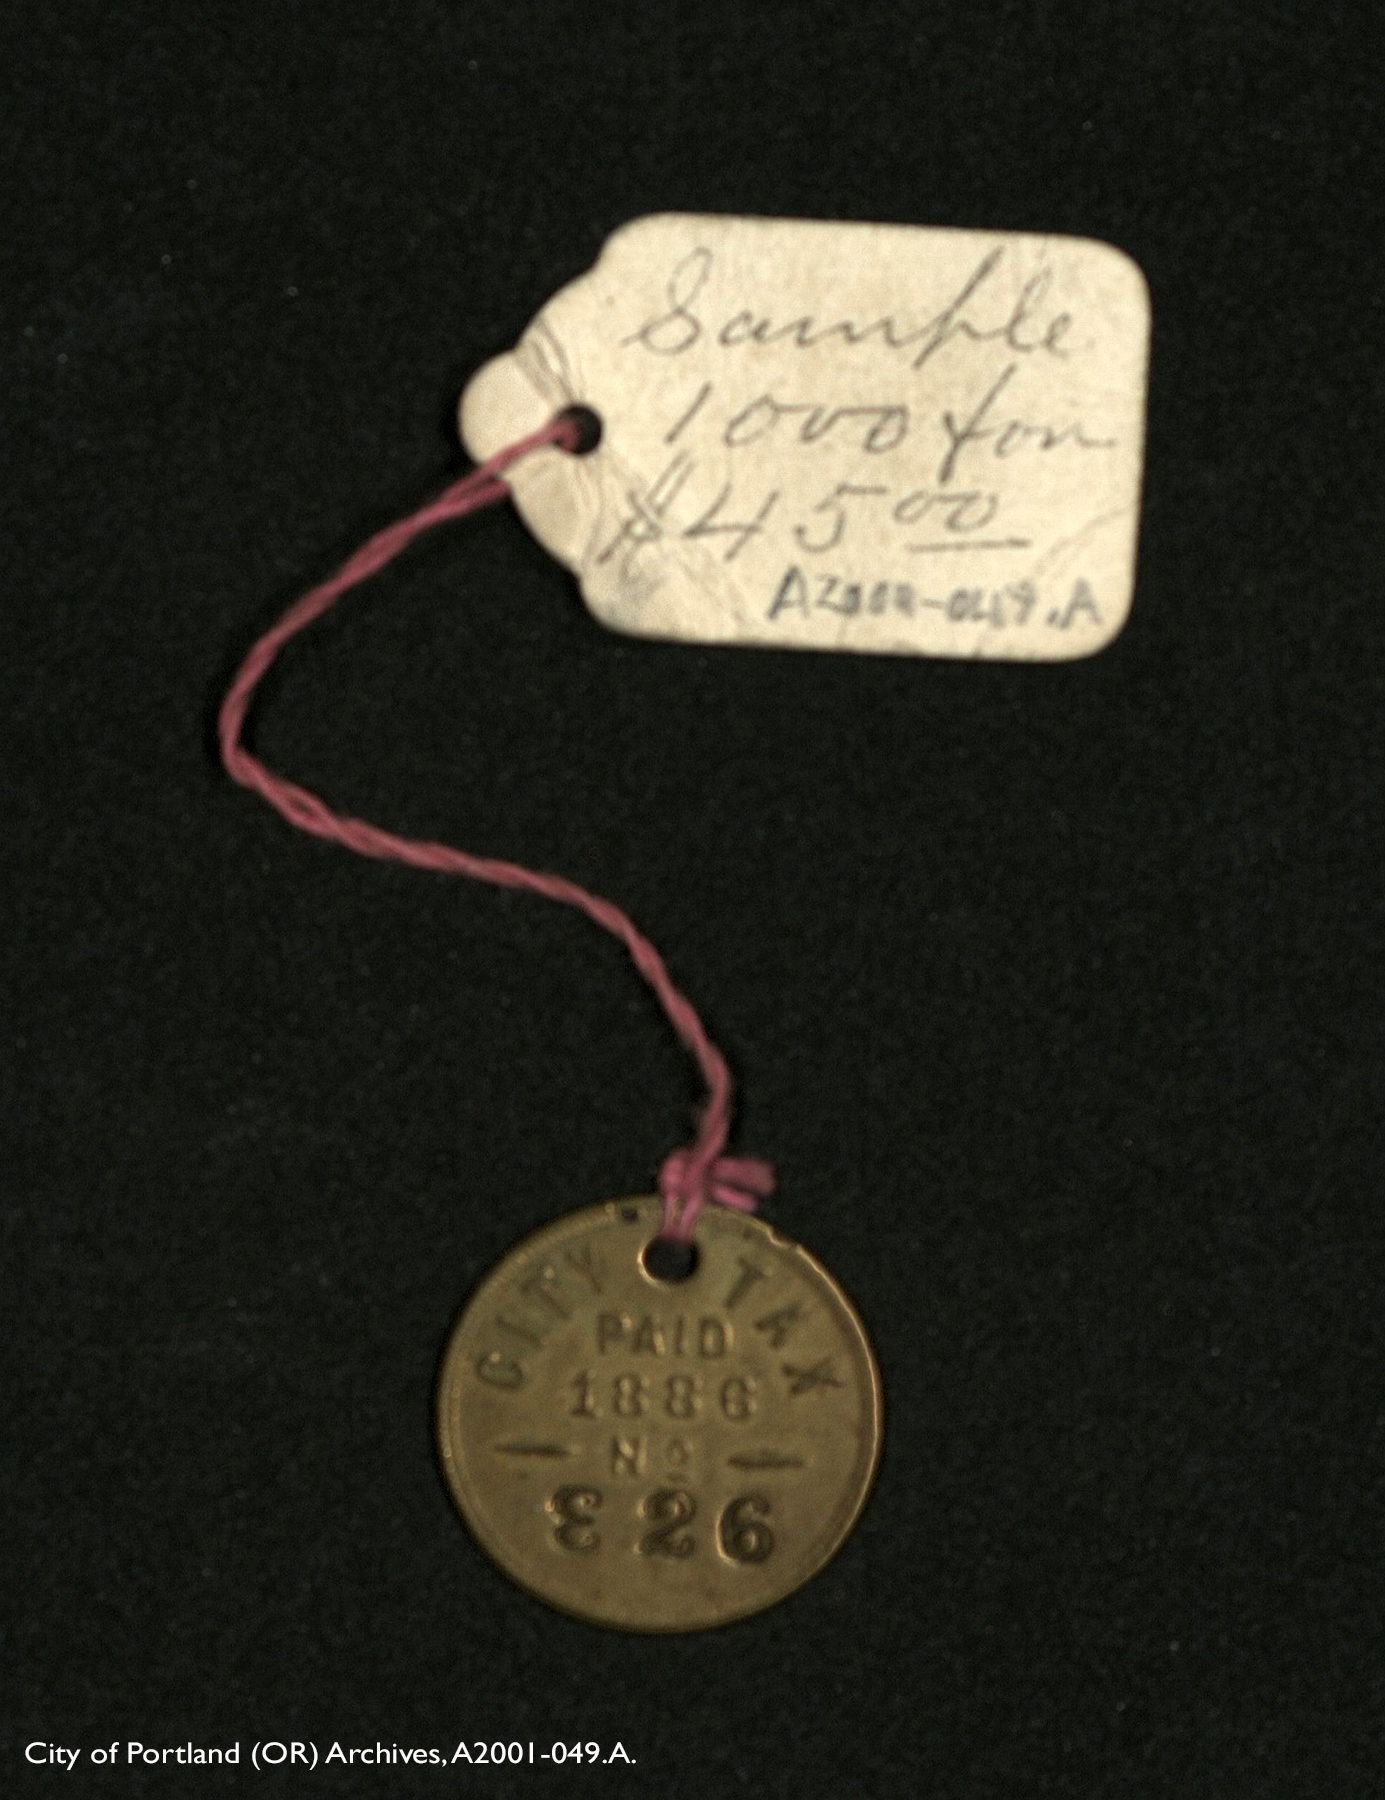 Sample
1000 for
$45 00
A2001-049.A
CITY TAX
PAID
1886
No
326
City of Portland (OR) Archives, A2001-049.A.